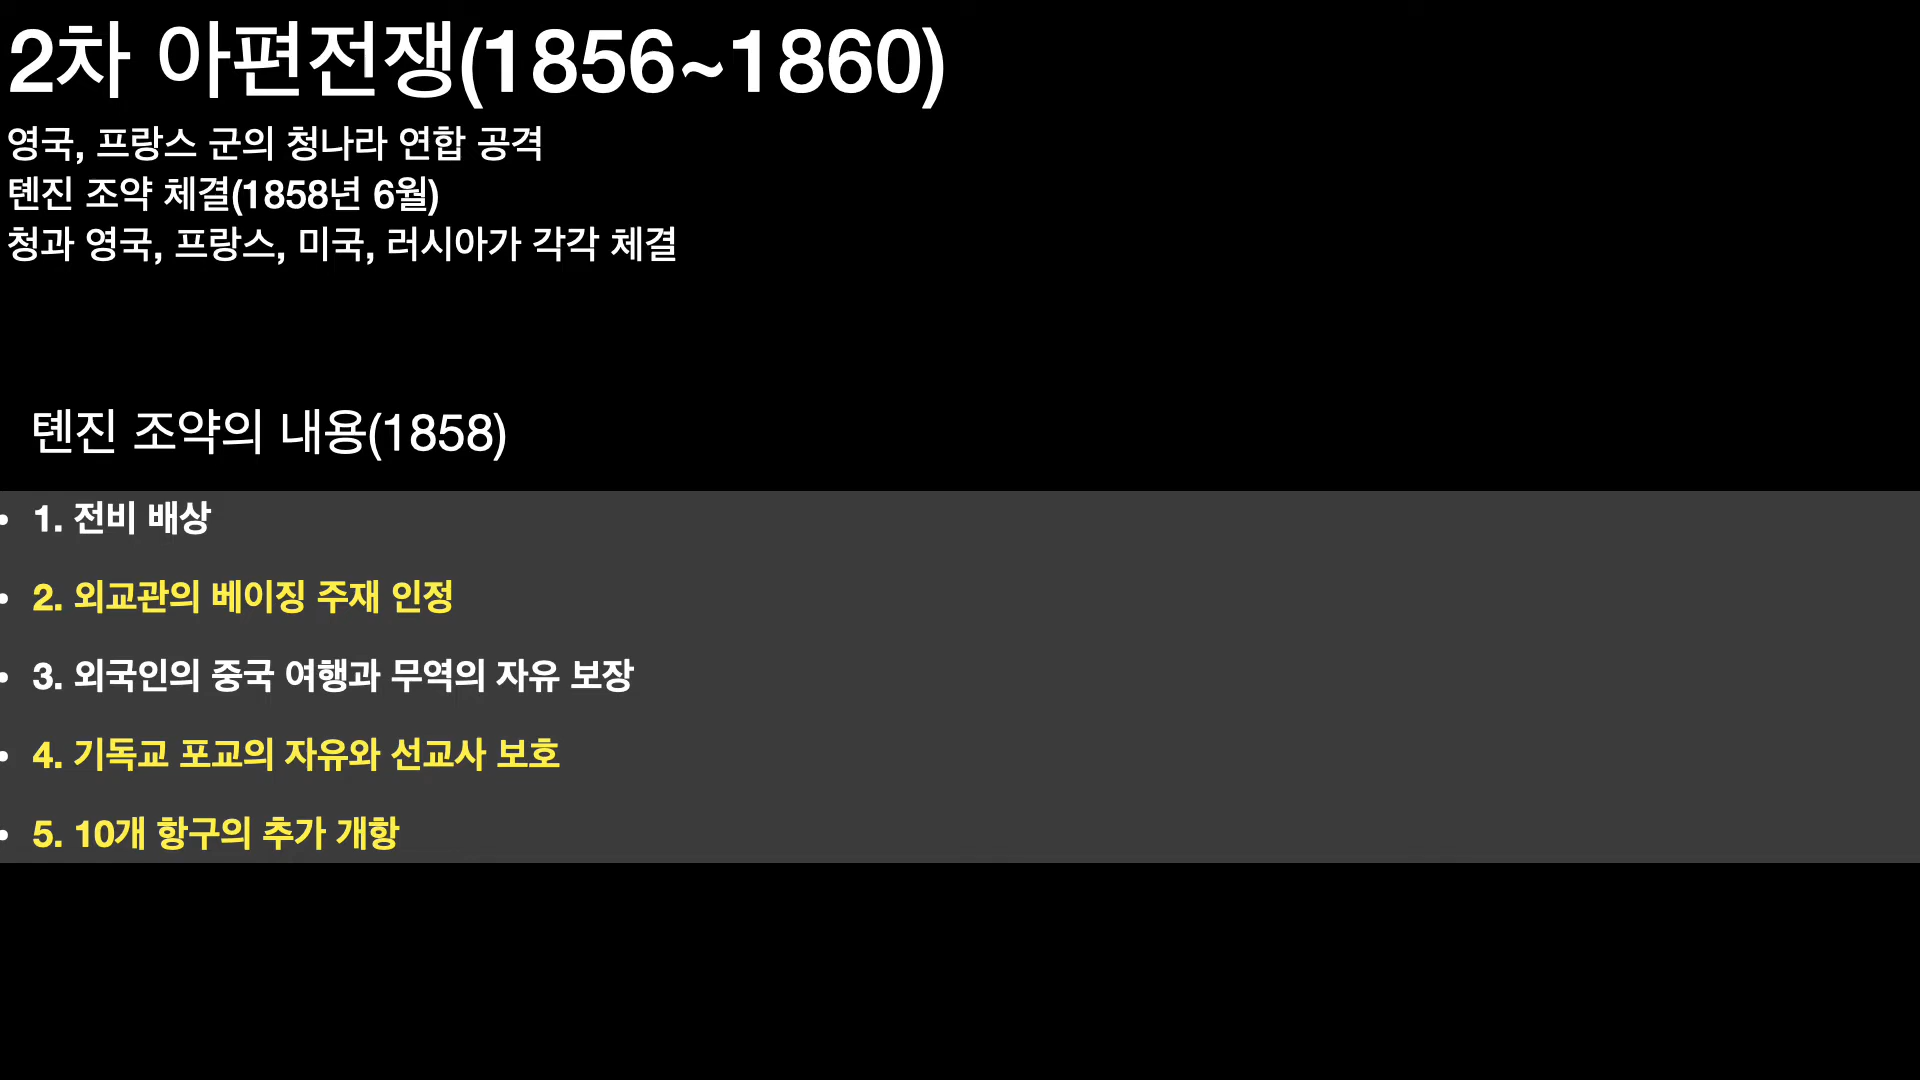 2차 아편전쟁(1856~1860)
영국, 프랑스 군의 청나라 연합 공격
톈진 조약 체결(1858년 6월)
청과 영국, 프랑스, 미국, 러시아가 각각 체결
톈진 조약의 내용(1858)
• 1. 전비 배상
• 2. 외교관의 베이징 주재 인정
• 3. 외국인의 중국 여행과 무역의 자유 보장
• 4. 기독교 포교의 자유와 선교사 보호
• 5. 10개 항구의 추가 개항